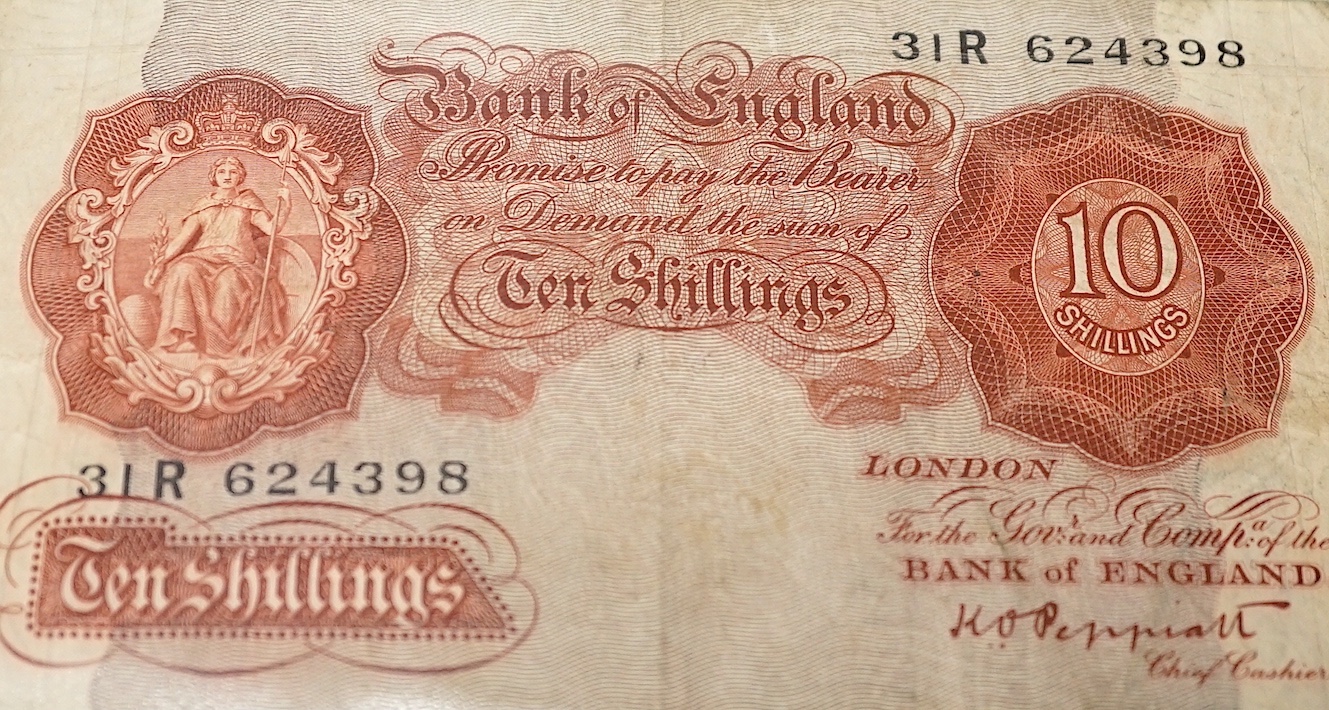 31R 624398
Bank of England
Promise to pay the Bearer
on Demand the sum of
Ten Shillings
10
SHILLINGS
31R 624398
Ten Shillings
LONDON
For the Govr. and Compa. of the
BANK of ENGLAND
K O Peppiatt
Chief Cashier